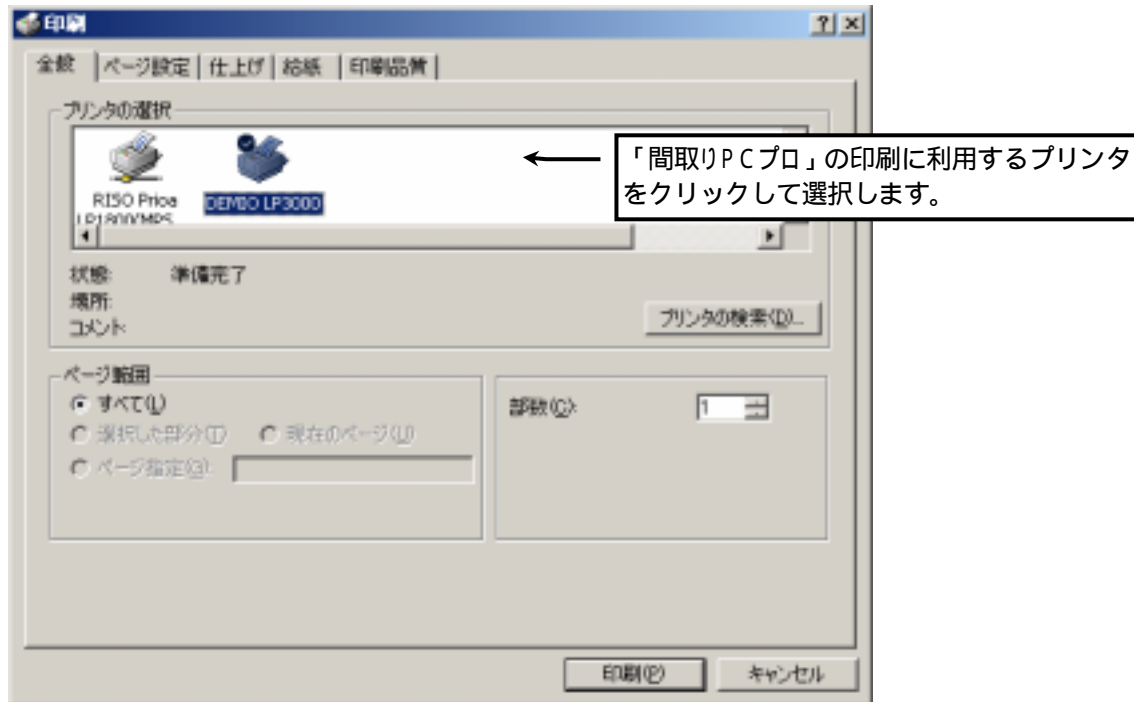 印刷
全般 ページ設定 仕上げ 給紙 印刷品質
プリンタの選択
RISO Prioa
LP1800/MPS
DEMIO LP3000
「間取りPCプロ」の印刷に利用するプリンタ
をクリックして選択します。
状態: 準備完了
場所:
コメント:
プリンタの検索(D)...
ページ範囲
すべて(L)
選択した部分(T) 現在のページ(U)
ページ指定(G):
部数(C): 1
印刷(P) キャンセル